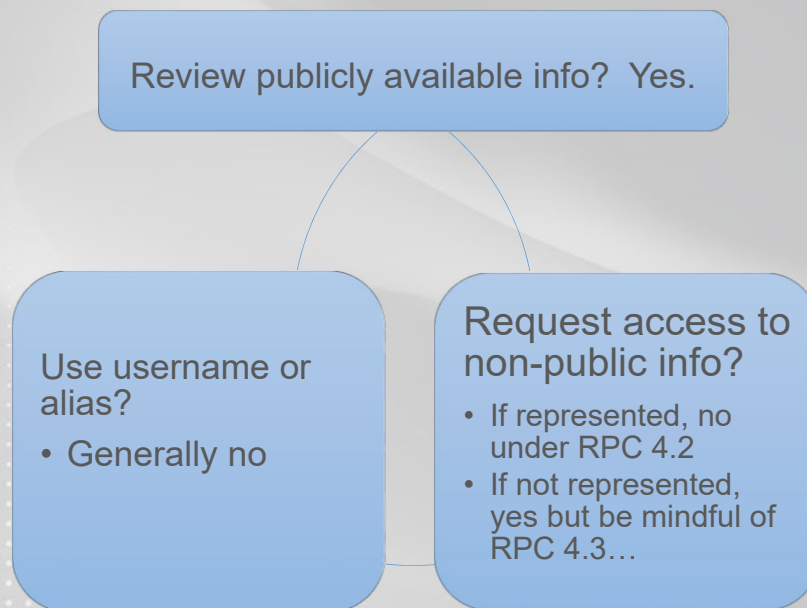 Review publicly available info?  Yes.
Use username or
alias?
• Generally no
Request access to
non-public info?
• If represented, no
under RPC 4.2
• If not represented,
yes but be mindful of
RPC 4.3…